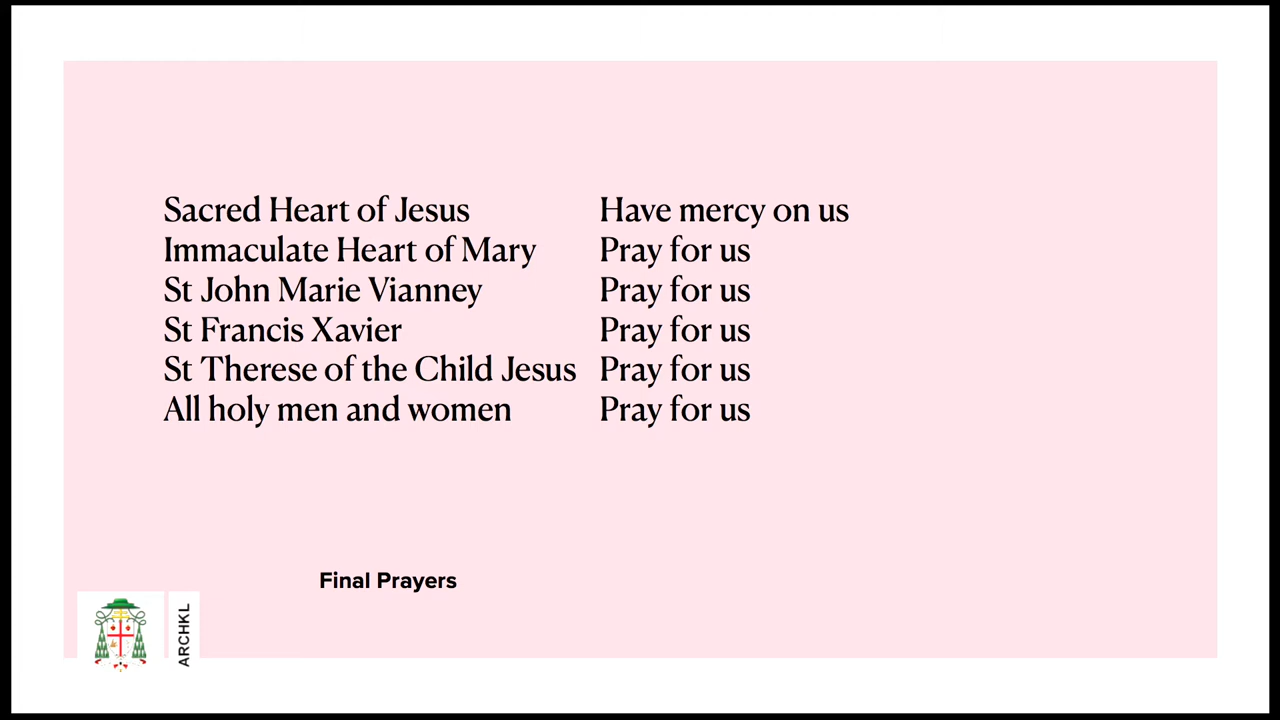 Sacred Heart of Jesus Have mercy on us
Immaculate Heart of Mary Pray for us
St John Marie Vianney Pray for us
St Francis Xavier Pray for us
St Therese of the Child Jesus Pray for us
All holy men and women Pray for us
Final Prayers
ARCHKL